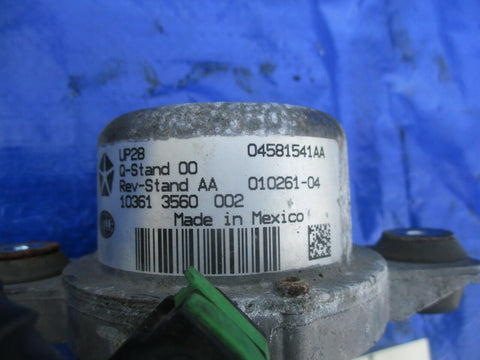 UP28 04581541AA
Q-Stand 00
Rev-Stand AA 010261-04
10361 3560 002
Made in Mexico